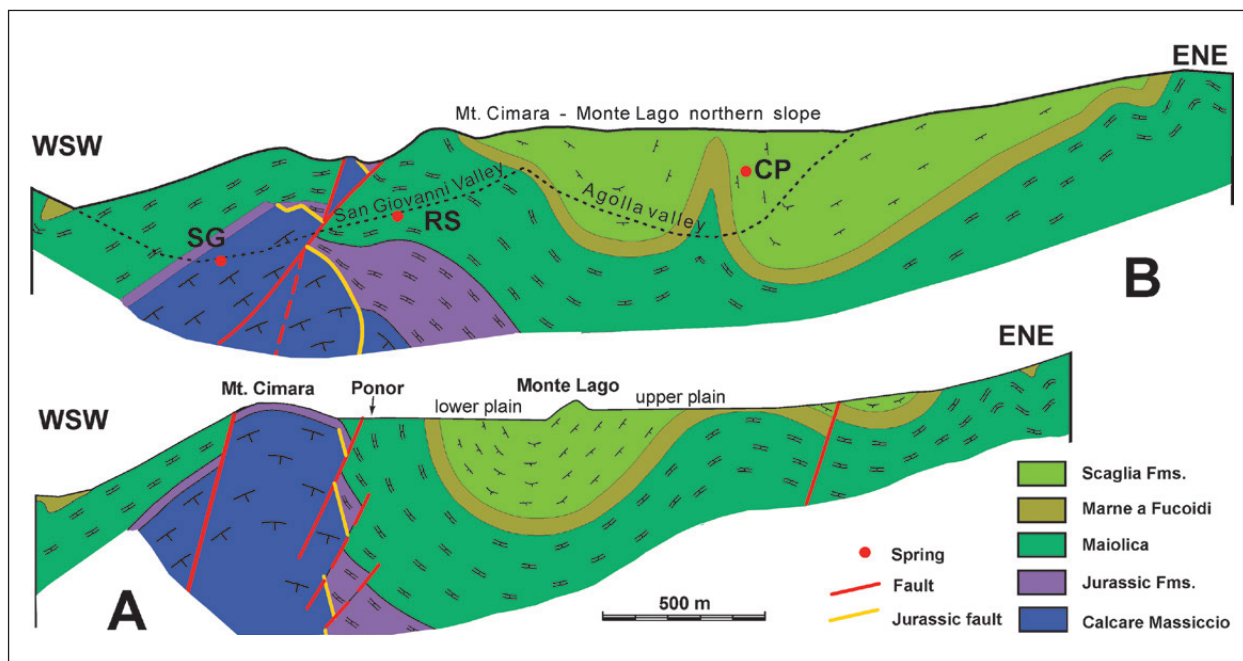 ENE
Mt. Cimara - Monte Lago northern slope
WSW
CP
San Giovanni Valley
Agolla valley
RS
SG
B
ENE
Mt. Cimara
Ponor
Monte Lago
WSW
lower plain
upper plain
A
500 m
Spring
Fault
Jurassic fault
Scaglia Fms.
Marne a Fucoidi
Maiolica
Jurassic Fms.
Calcare Massiccio